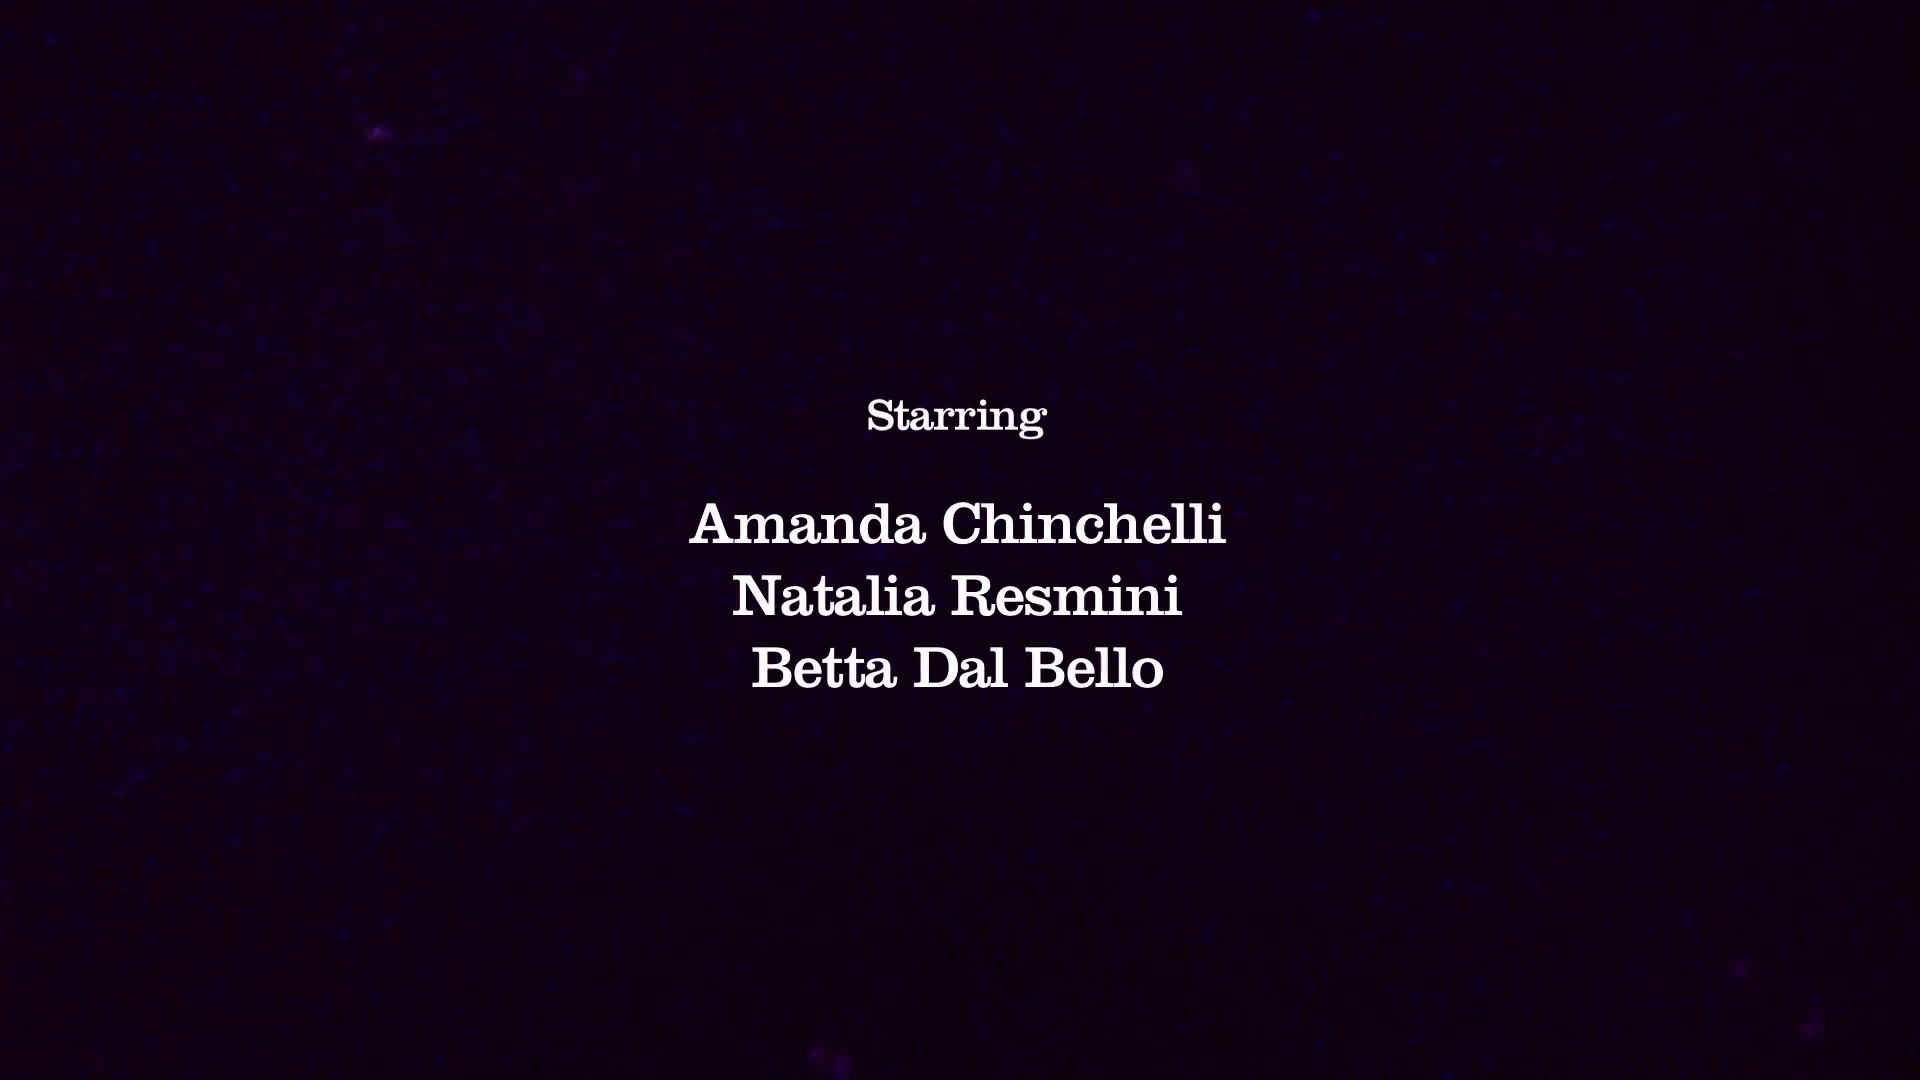 Starring
Amanda Chinchelli
Natalia Resmini
Betta Dal Bello